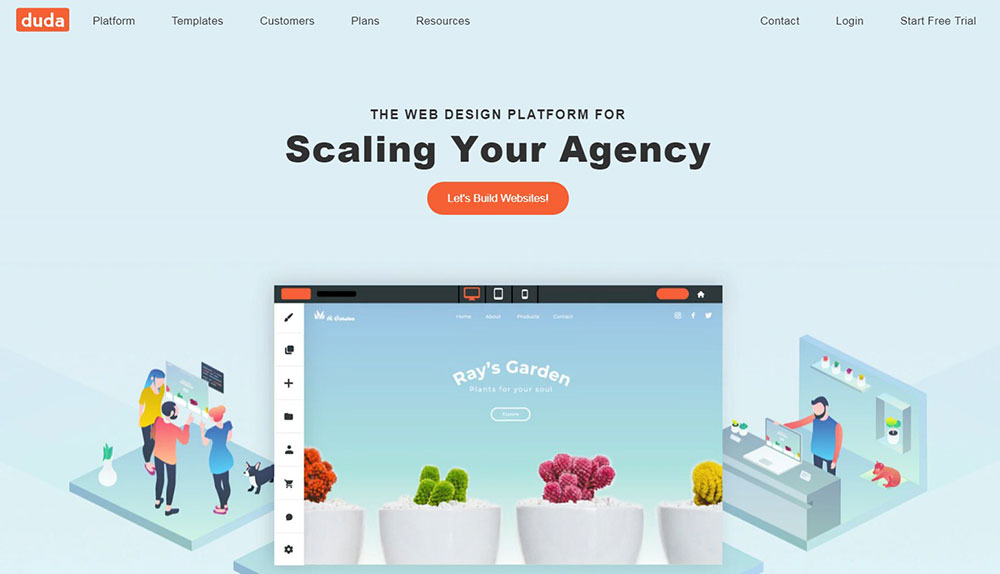 duda Platform Templates Customers Plans Resources Contact Login Start Free Trial
THE WEB DESIGN PLATFORM FOR
Scaling Your Agency
Let's Build Websites!
Home About Products Contact
Ray's Garden
Plants for your soul